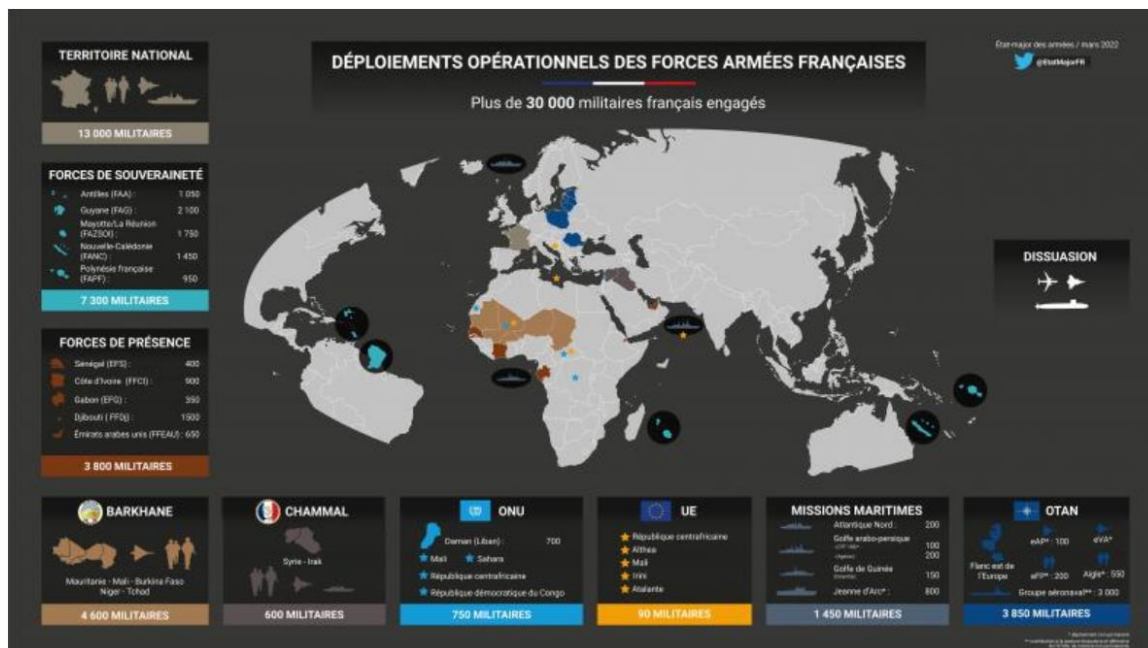 TERRITOIRE NATIONAL
13 000 MILITAIRES
DÉPLOIEMENTS OPÉRATIONNELS DES FORCES ARMÉES FRANÇAISES
Plus de 30 000 militaires français engagés
État-major des armées / mars 2022
@EtatMajorFR
FORCES DE SOUVERAINETÉ
Antilles (FAA) : 1 050
Guyane (FAG) : 2 100
Mayotte/La Réunion
(FAZSOI) : 1 750
Nouvelle-Calédonie
(FANC) : 1 450
Polynésie française
(FAPF) : 950
7 300 MILITAIRES
FORCES DE PRÉSENCE
Sénégal (EFS) 400
Côte d'Ivoire (FFCI) 900
Gabon (EFG) : 350
Djibouti ( FFDj) : 1500
Émirats arabes unis (FFEAU) : 650
3 800 MILITAIRES
DISSUASION
BARKHANE
Mauritanie - Mali - Burkina Faso
Niger - Tchad
4 600 MILITAIRES
CHAMMAL
Syrie - Irak
600 MILITAIRES
ONU
Daman (Liban) : 700
Mali Sahara
République centrafricaine
République démocratique du Congo
750 MILITAIRES
UE
République centrafricaine
Althea
Mali
Irini
Atalante
90 MILITAIRES
MISSIONS MARITIMES
Atlantique Nord : 200
Golfe arabo-persique
100
200
Golfe de Guinée
150
Jeanne d'Arc* : 800
1 450 MILITAIRES
OTAN
eAP* : 100 eVA*
Flanc est de
l'Europe
eFP** : 200 Aigle* : 550
Groupe aéronaval** : 3 000
3 850 MILITAIRES